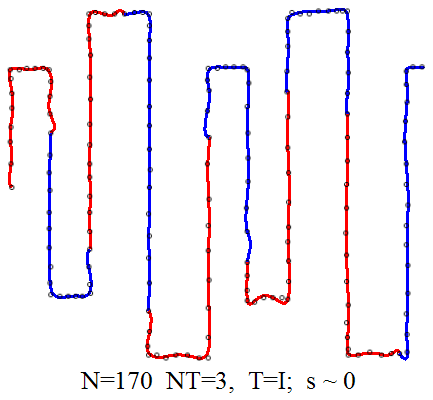 N=170 NT=3, T=I; s ~ 0